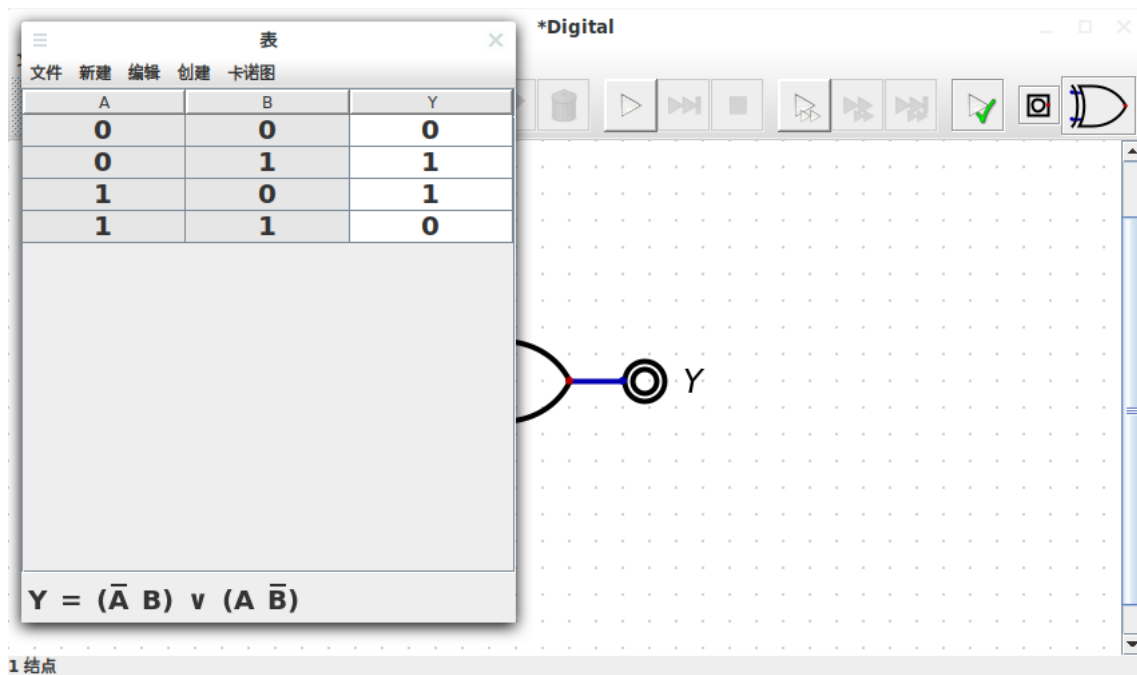 *Digital
表
文件 新建 编辑 创建 卡诺图
A B Y
0 0 0
0 1 1
1 0 1
1 1 0
Y
Y = (A̅ B) ∨ (A B̅)
1 结点